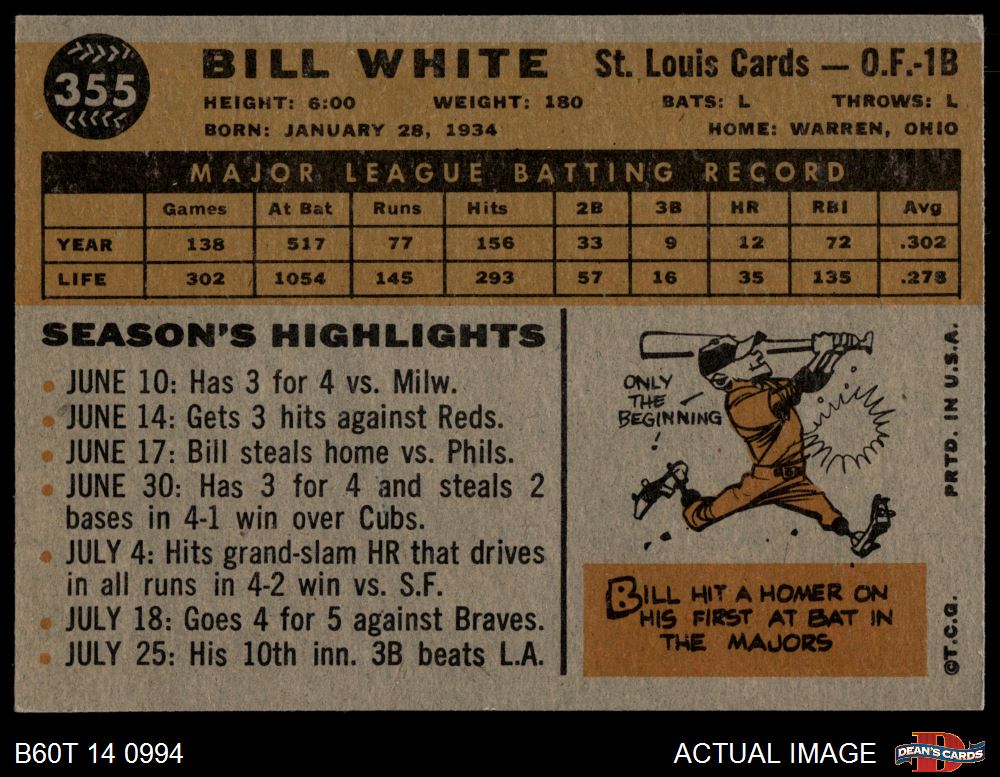 355
BILL WHITE St. Louis Cards — O.F.-1B
HEIGHT: 6:00 WEIGHT: 180 BATS: L THROWS: L
BORN: JANUARY 28, 1934 HOME: WARREN, OHIO
MAJOR LEAGUE BATTING RECORD
Games At Bat Runs Hits 2B 3B HR RBI Avg
YEAR 138 517 77 156 33 9 12 72 .302
LIFE 302 1054 145 293 57 16 35 135 .278
SEASON'S HIGHLIGHTS
• JUNE 10: Has 3 for 4 vs. Milw.
• JUNE 14: Gets 3 hits against Reds.
• JUNE 17: Bill steals home vs. Phils.
• JUNE 30: Has 3 for 4 and steals 2
bases in 4-1 win over Cubs.
• JULY 4: Hits grand-slam HR that drives
in all runs in 4-2 win vs. S.F.
• JULY 18: Goes 4 for 5 against Braves.
• JULY 25: His 10th inn. 3B beats L.A.
ONLY
THE
BEGINNING
!
BILL HIT A HOMER ON
HIS FIRST AT BAT IN
THE MAJORS
©T.C.G. PRTD. IN U.S.A.
B60T 14 0994 ACTUAL IMAGE
D
DEAN'S CARDS